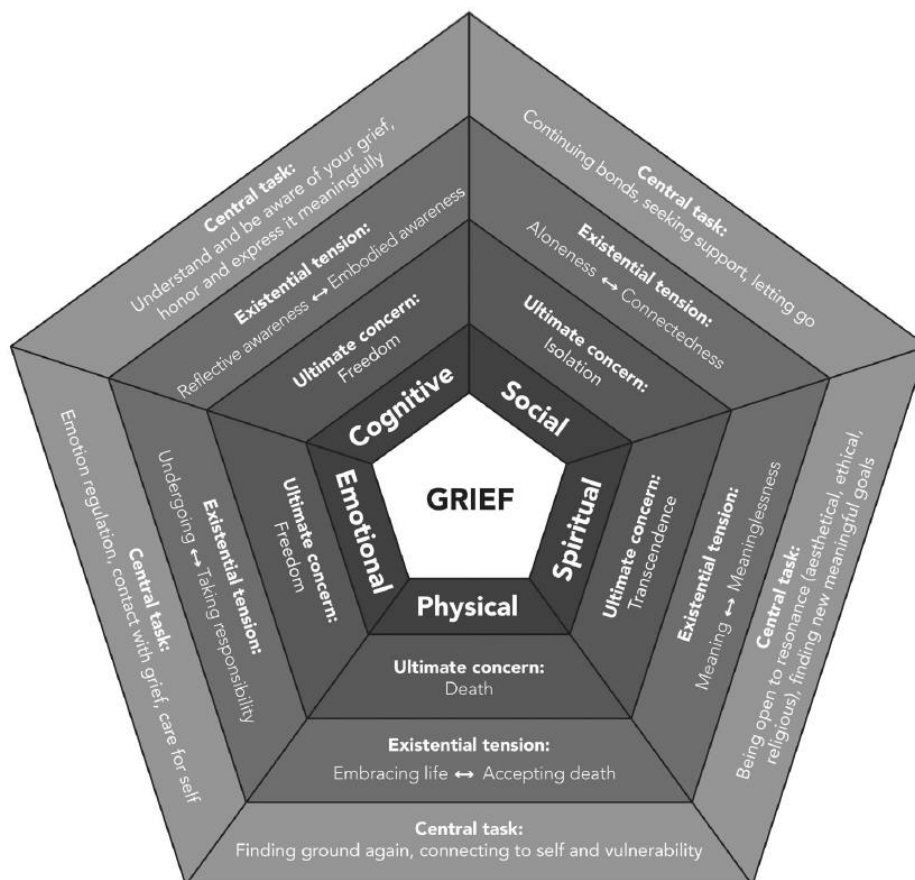 GRIEF
Cognitive
Ultimate concern:
Freedom
Existential tension:
Reflective awareness ↔ Embodied awareness
Central task:
Understand and be aware of your grief,
honor and express it meaningfully
Social
Ultimate concern:
Isolation
Existential tension:
Aloneness ↔ Connectedness
Central task:
Continuing bonds, seeking support, letting go
Spiritual
Ultimate concern:
Transcendence
Existential tension:
Meaning ↔ Meaninglessness
Central task:
Being open to resonance (aesthetical, ethical,
religious), finding new meaningful goals
Physical
Ultimate concern:
Death
Existential tension:
Embracing life ↔ Accepting death
Central task:
Finding ground again, connecting to self and vulnerability
Emotional
Ultimate concern:
Freedom
Existential tension:
Undergoing ↔ Taking responsibility
Central task:
Emotion regulation, contact with grief, care for self